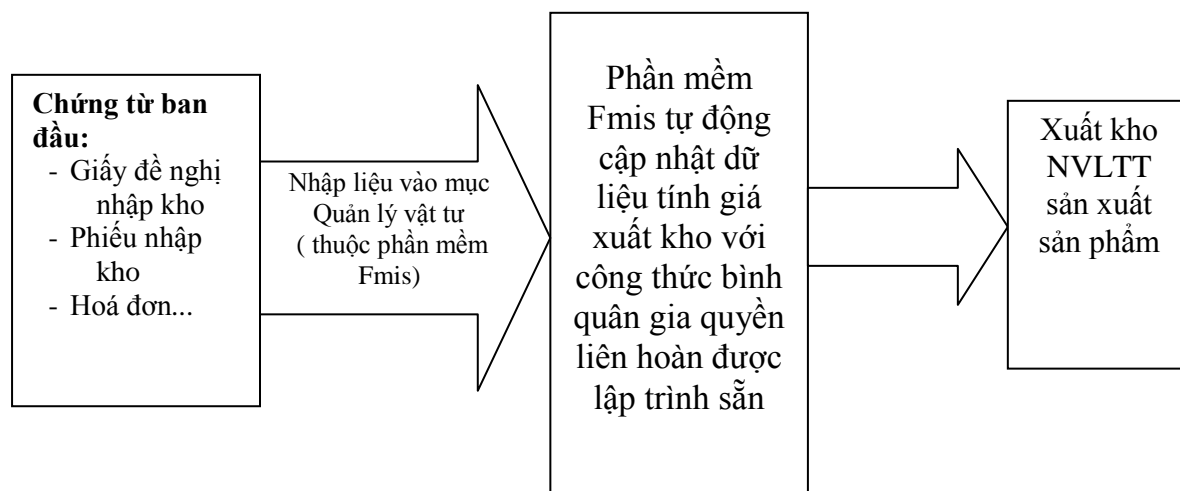 Chứng từ ban
đầu:
- Giấy đề nghị
nhập kho
- Phiếu nhập
kho
- Hoá đơn...
Nhập liệu vào mục
Quản lý vật tư
( thuộc phần mềm
Fmis)
Phần mềm
Fmis tự động
cập nhật dữ
liệu tính giá
xuất kho với
công thức bình
quân gia quyền
liên hoàn được
lập trình sẵn
Xuất kho
NVLTT
sản xuất
sản phẩm